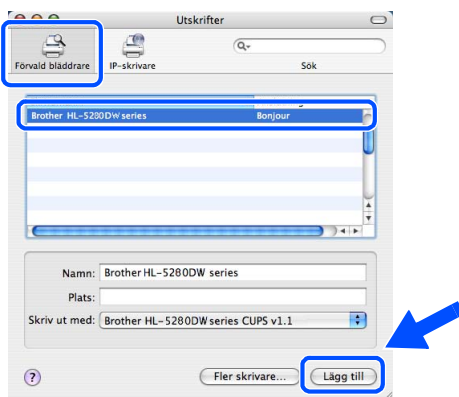 Utskrifter
Förvald bläddrare IP-skrivare Sök
Brother HL-5280DW series Bonjour
Namn: Brother HL-5280DW series
Plats:
Skriv ut med: Brother HL-5280DW series CUPS v1.1
? Fler skrivare... Lägg till